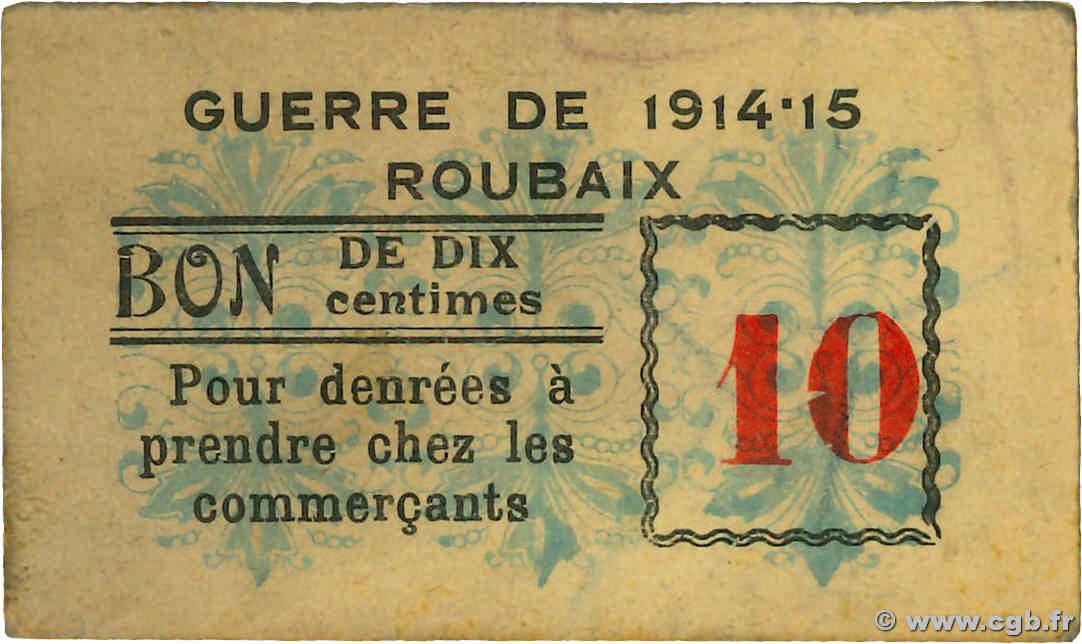 GUERRE DE 1914-15
ROUBAIX
BON DE DIX
centimes
10
Pour denrées à
prendre chez les
commerçants
© www.cgb.fr